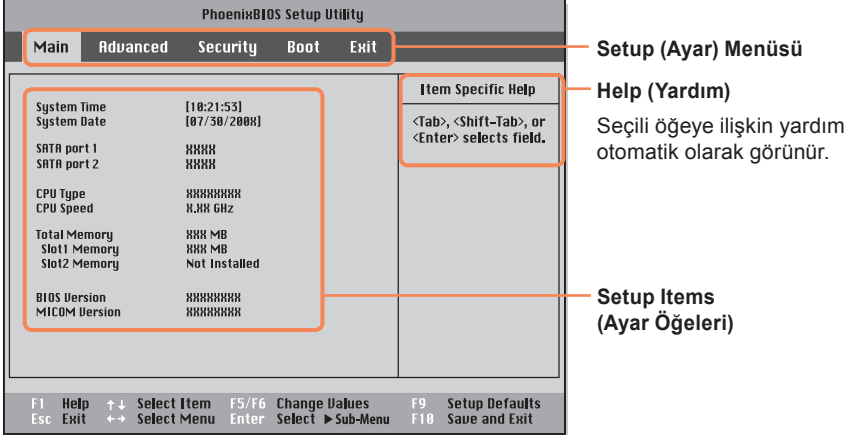 PhoenixBIOS Setup Utility
Main Advanced Security Boot Exit
Setup (Ayar) Menüsü
Item Specific Help
Help (Yardım)
<Tab>, <Shift-Tab>, or
<Enter> selects field.
Seçili öğeye ilişkin yardım
otomatik olarak görünür.
System Time [10:21:53]
System Date [07/30/200X]
SATA port 1 XXXX
SATA port 2 XXXX
CPU Type XXXXXXXX
CPU Speed X.XX GHz
Total Memory XXX MB
Slot1 Memory XXX MB
Slot2 Memory Not Installed
BIOS Version XXXXXXXX
MICOM Version XXXXXXXX
Setup Items
(Ayar Öğeleri)
F1 Help ↑↓ Select Item F5/F6 Change Values F9 Setup Defaults
Esc Exit ←→ Select Menu Enter Select ▶Sub-Menu F10 Save and Exit